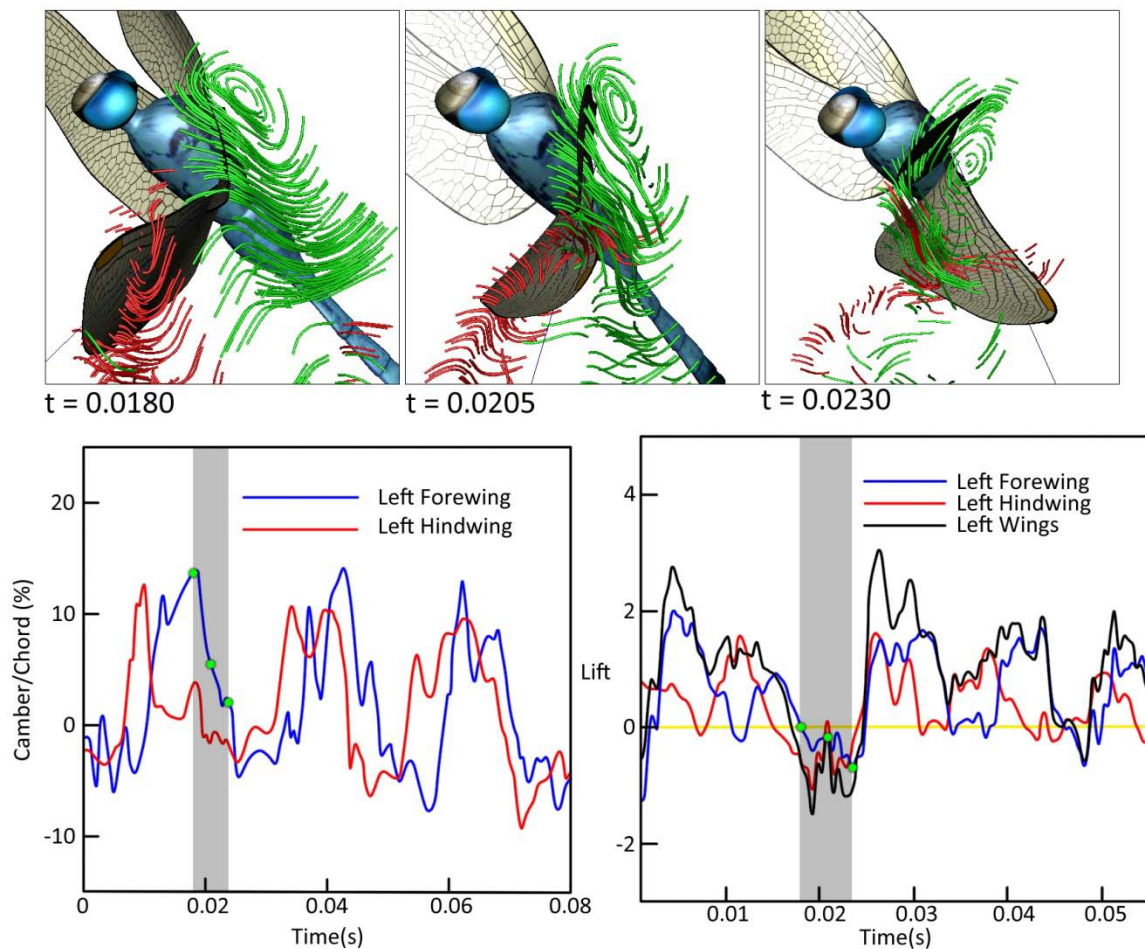 t = 0.0180
t = 0.0205
t = 0.0230
20
10
0
-10
Camber/Chord (%)
Left Forewing
Left Hindwing
0
0.02
0.04
0.06
0.08
Time(s)
4
2
0
-2
Lift
Left Forewing
Left Hindwing
Left Wings
0.01
0.02
0.03
0.04
0.05
Time(s)